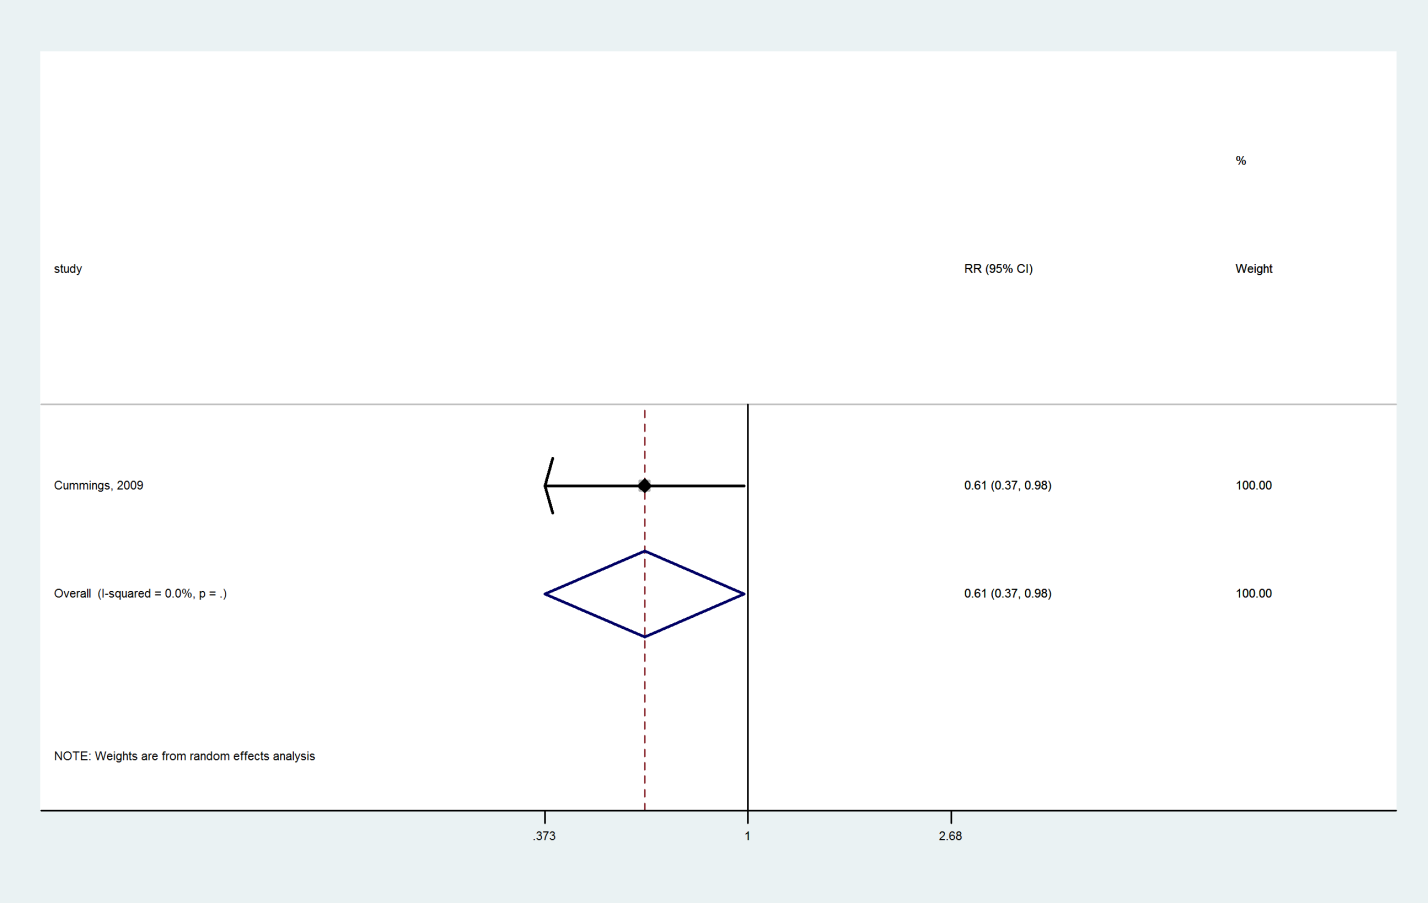 %
study RR (95% CI) Weight
Cummings, 2009 0.61 (0.37, 0.98) 100.00
Overall  (I-squared = 0.0%, p = .) 0.61 (0.37, 0.98) 100.00
NOTE: Weights are from random effects analysis
.373 1 2.68